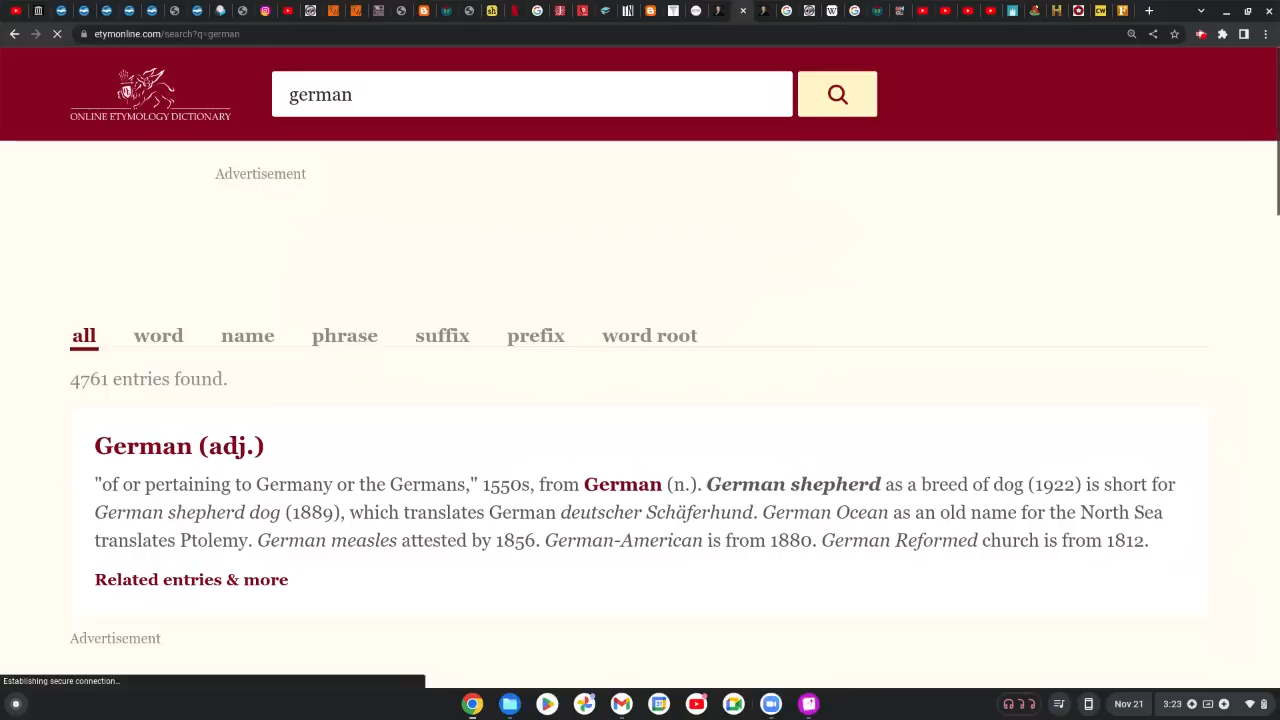 etymonline.com/search?q=german
ONLINE ETYMOLOGY DICTIONARY
german
Advertisement
all word name phrase suffix prefix word root
4761 entries found.
German (adj.)
"of or pertaining to Germany or the Germans," 1550s, from German (n.). German shepherd as a breed of dog (1922) is short for
German shepherd dog (1889), which translates German deutscher Schäferhund. German Ocean as an old name for the North Sea
translates Ptolemy. German measles attested by 1856. German-American is from 1880. German Reformed church is from 1812.
Related entries & more
Advertisement
Establishing secure connection...
Nov 21 3:23